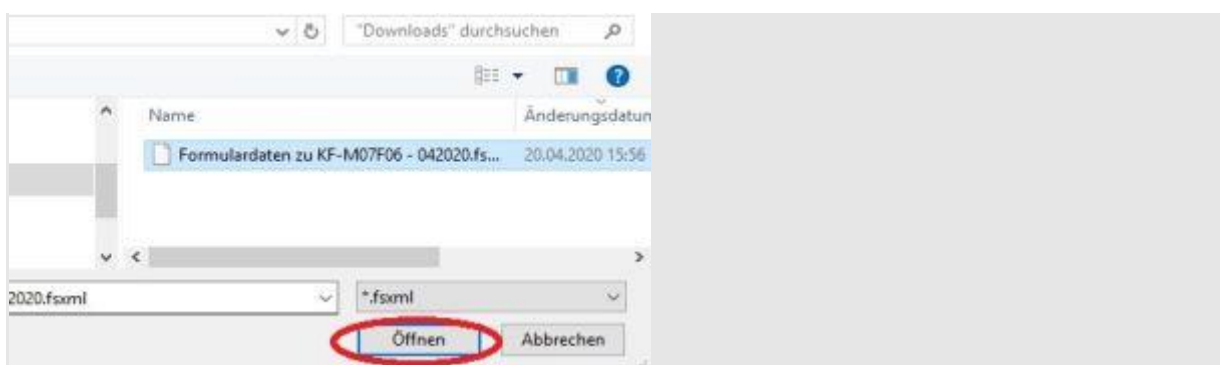 "Downloads" durchsuchen
Name Änderungsdatum
Formulardaten zu KF-M07F06 - 042020.fs... 20.04.2020 15:56
2020.fsxml *.fsxml
Öffnen Abbrechen